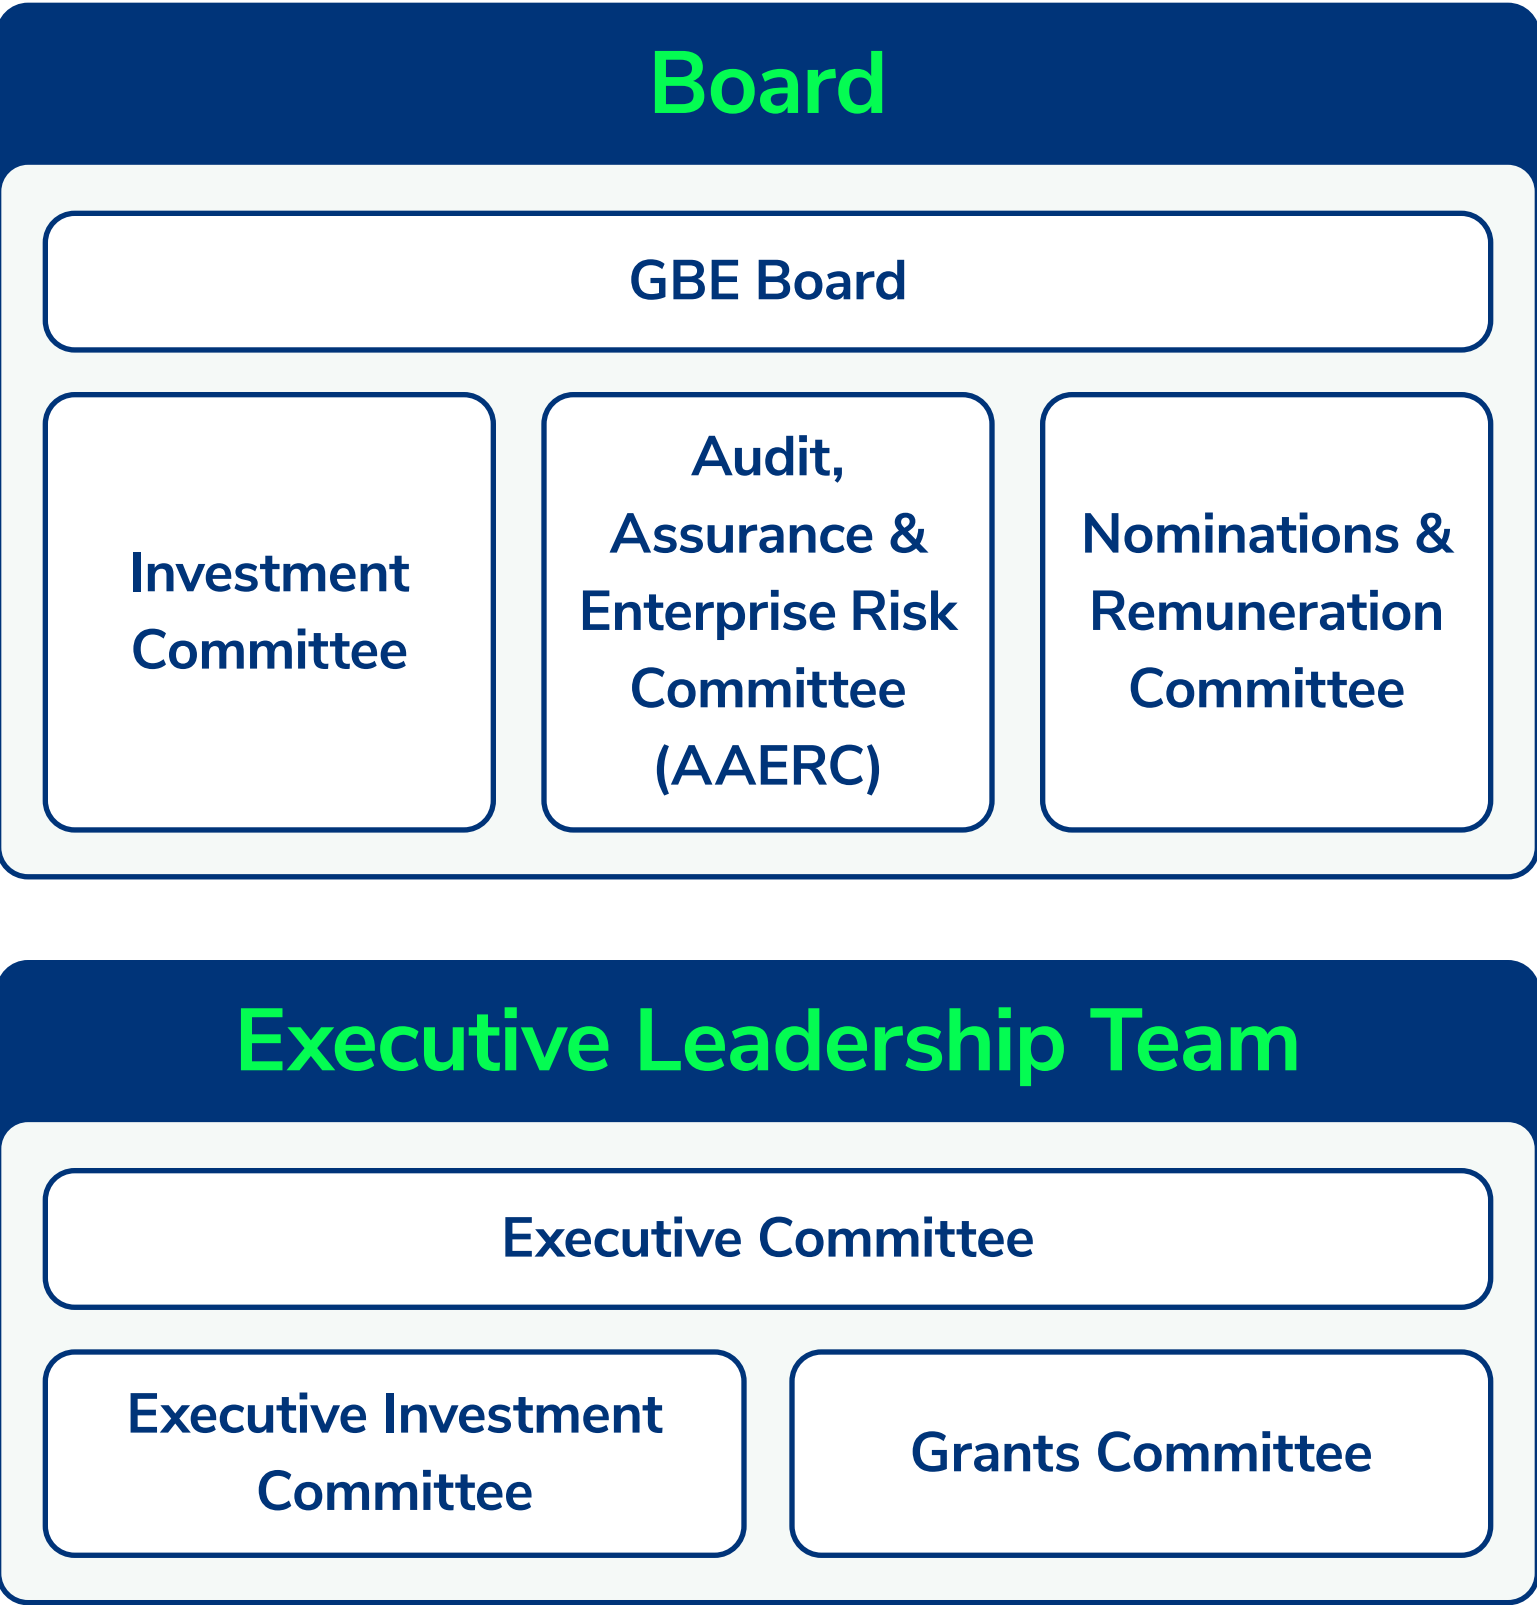 Board
GBE Board
Investment
Committee
Audit,
Assurance &
Enterprise Risk
Committee
(AAERC)
Nominations &
Remuneration
Committee
Executive Leadership Team
Executive Committee
Executive Investment
Committee
Grants Committee